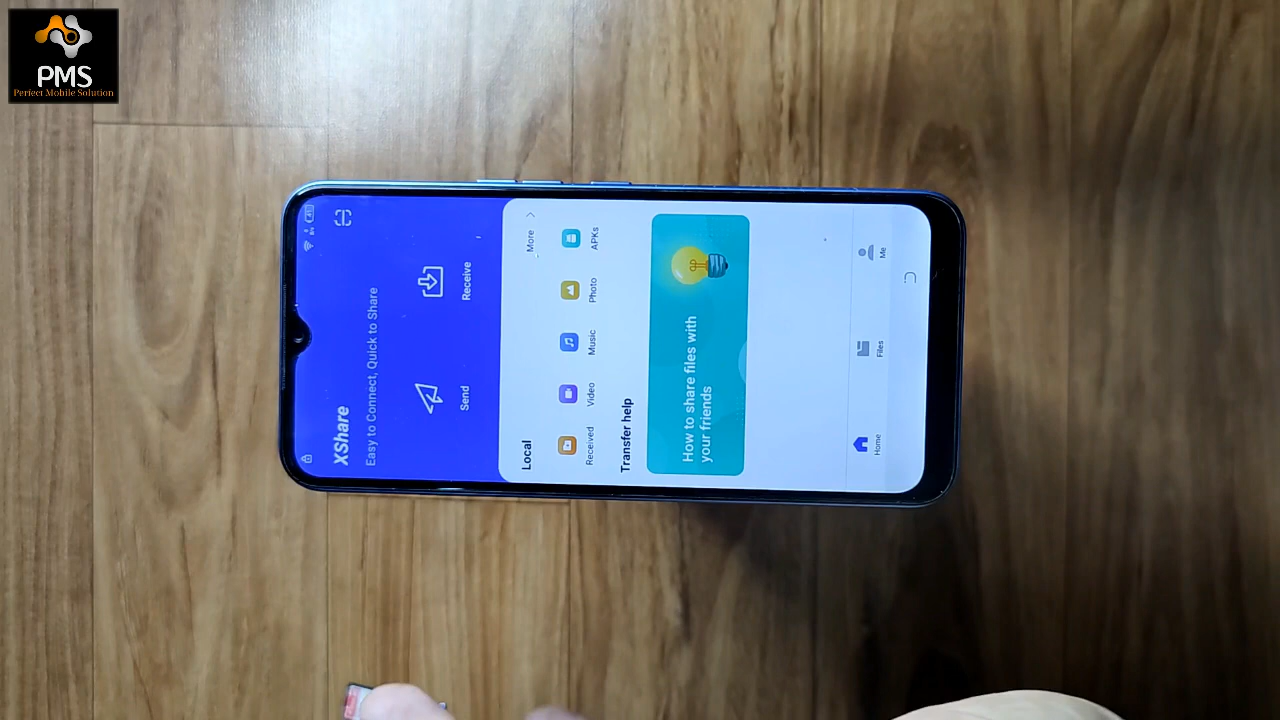 PMS
Perfect Mobile Solution
XShare
Easy to Connect, Quick to Share
Send
Receive
Local
More
Received
Video
Music
Photo
APKs
Transfer help
How to share files with
your friends
Home
Files
Me